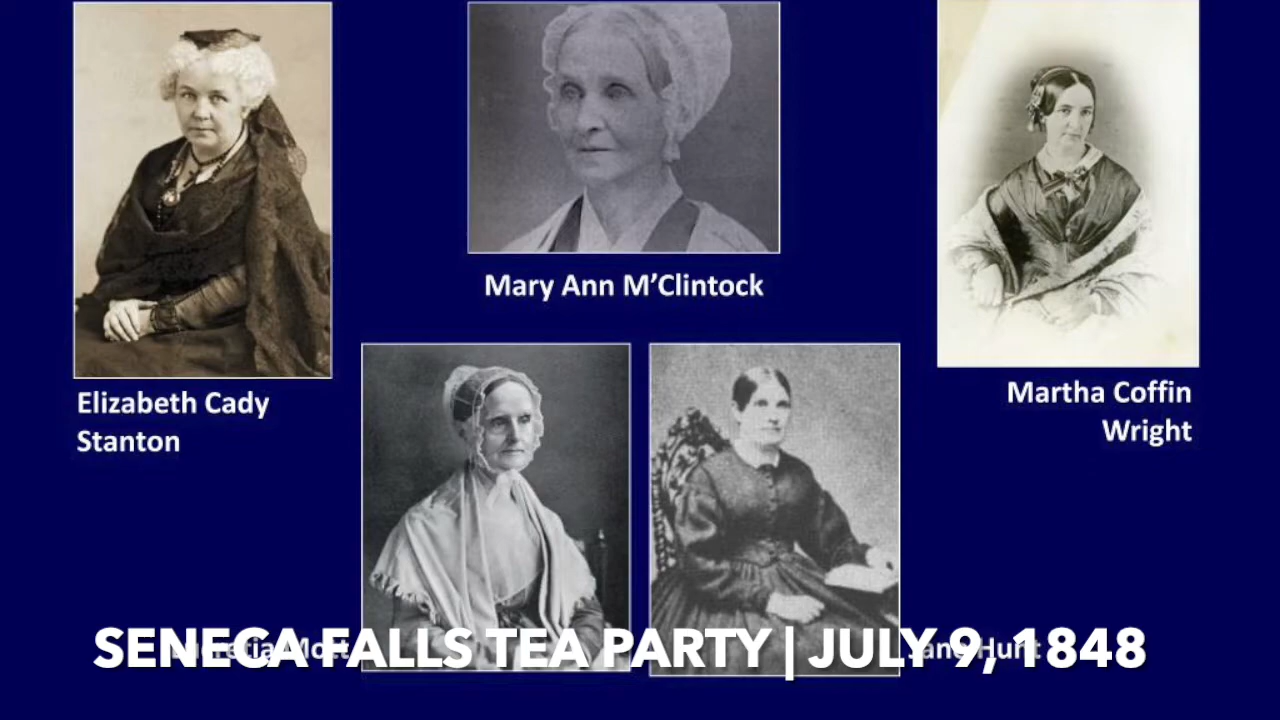 Mary Ann M’Clintock
Elizabeth Cady
Stanton
Martha Coffin
Wright
SENECA FALLS TEA PARTY | JULY 9, 1848